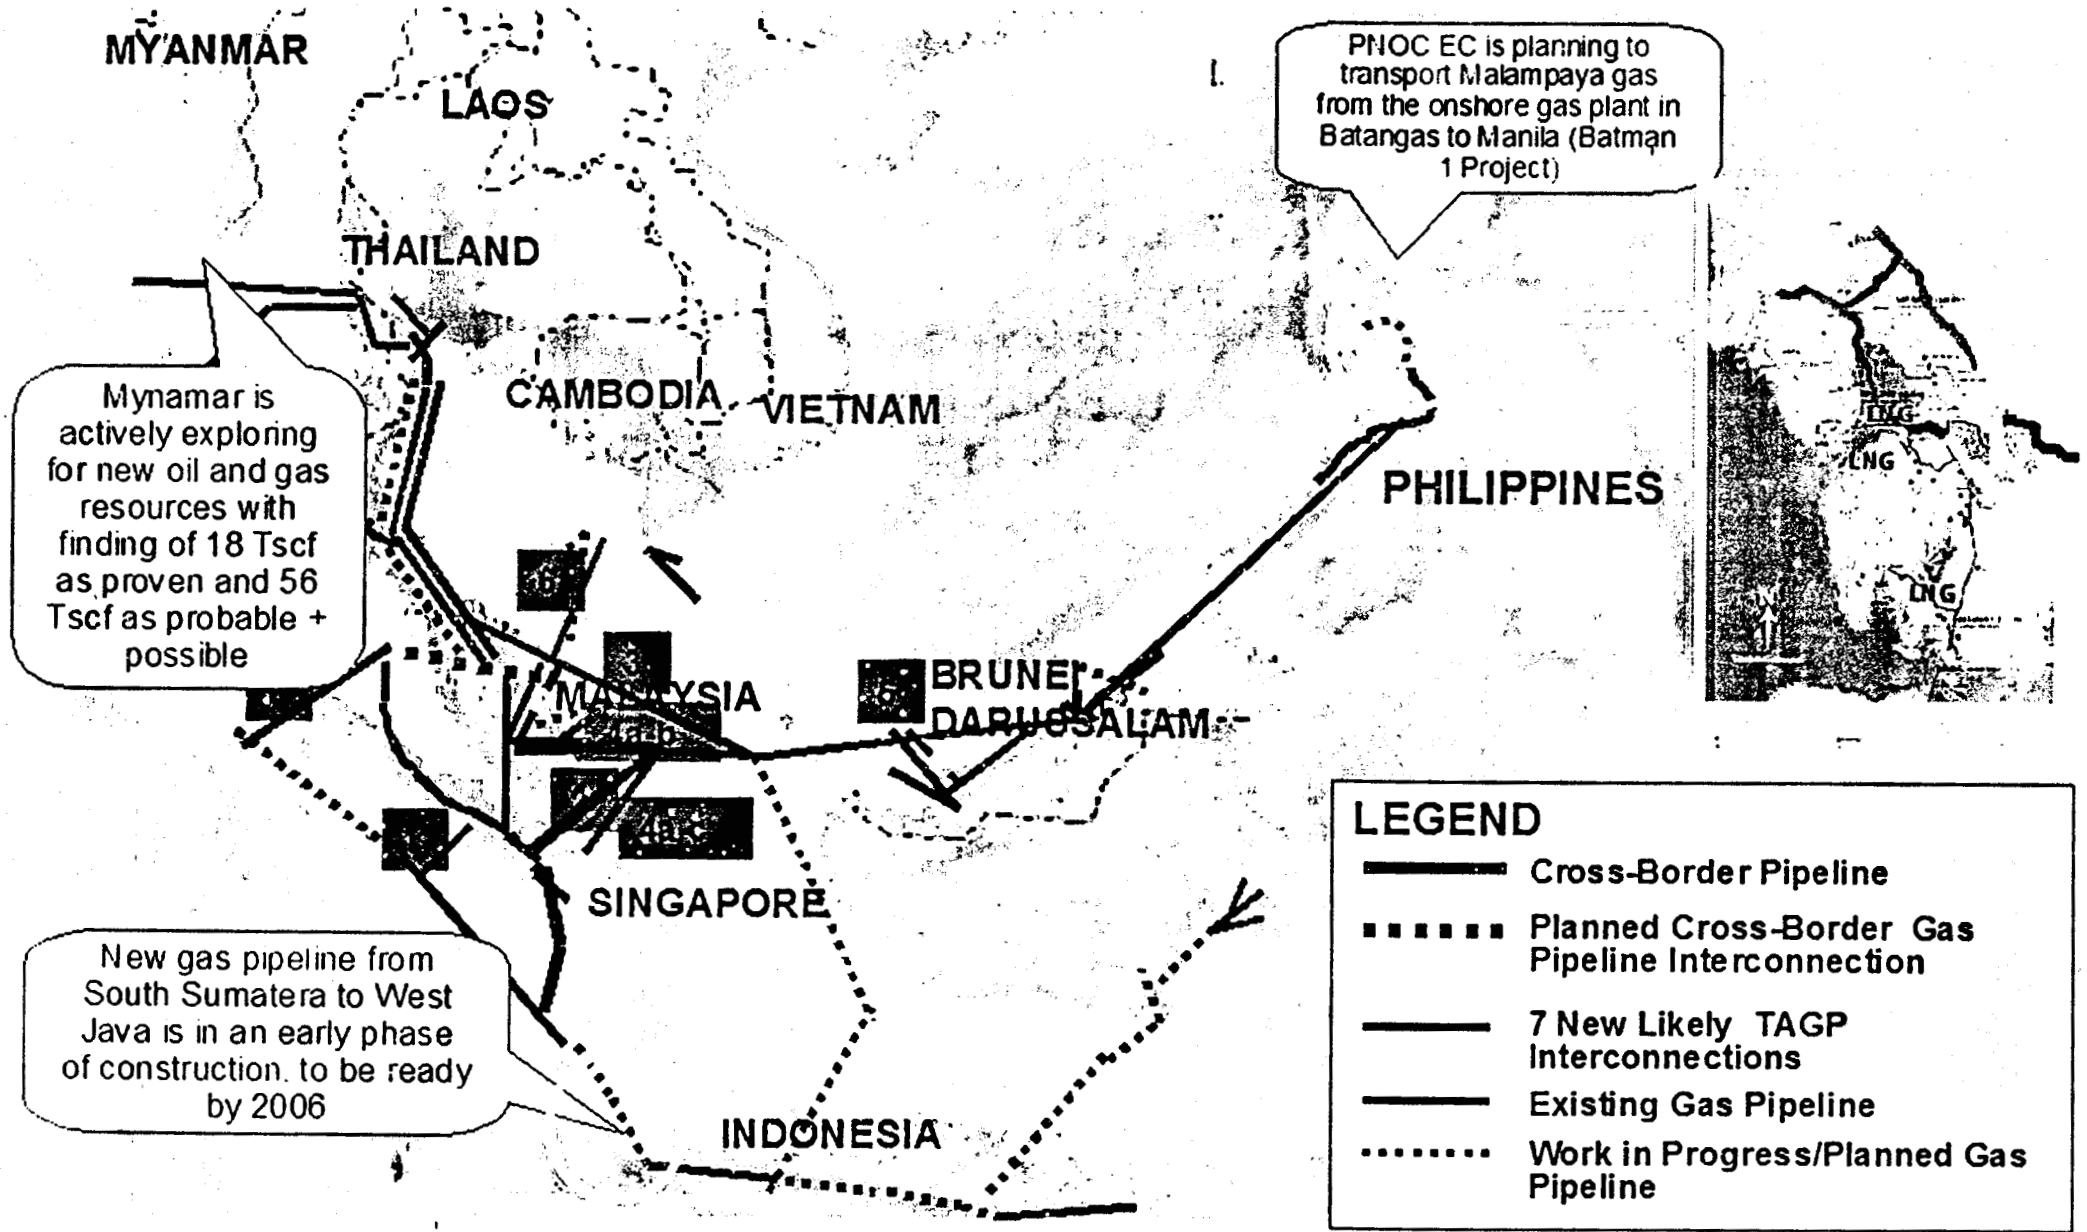 MYANMAR
LAOS
THAILAND
CAMBODIA
VIETNAM
PHILIPPINES
MALAYSIA
BRUNEI
DARUSSALAM
SINGAPORE
INDONESIA
PNOC EC is planning to
transport Malampaya gas
from the onshore gas plant in
Batangas to Manila (Batman
1 Project)
Mynamar is
actively exploring
for new oil and gas
resources with
finding of 18 Tscf
as proven and 56
Tscf as probable +
possible
New gas pipeline from
South Sumatera to West
Java is in an early phase
of construction. to be ready
by 2006
6
3
4a-b
5
LNG
LNG
LNG
N
LEGEND
Cross-Border Pipeline
Planned Cross-Border Gas
Pipeline Interconnection
7 New Likely TAGP
Interconnections
Existing Gas Pipeline
Work in Progress/Planned Gas
Pipeline